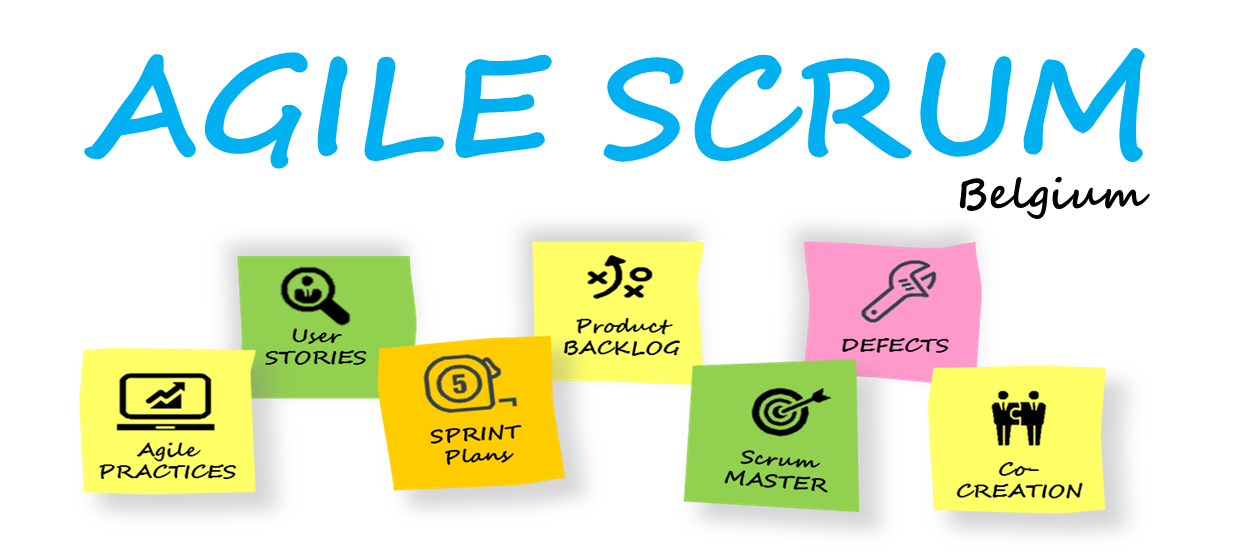 AGILE SCRUM
Belgium
User
STORIES
Product
BACKLOG
DEFECTS
Agile
PRACTICES
5
SPRINT
Plans
Scrum
MASTER
Co-
CREATION